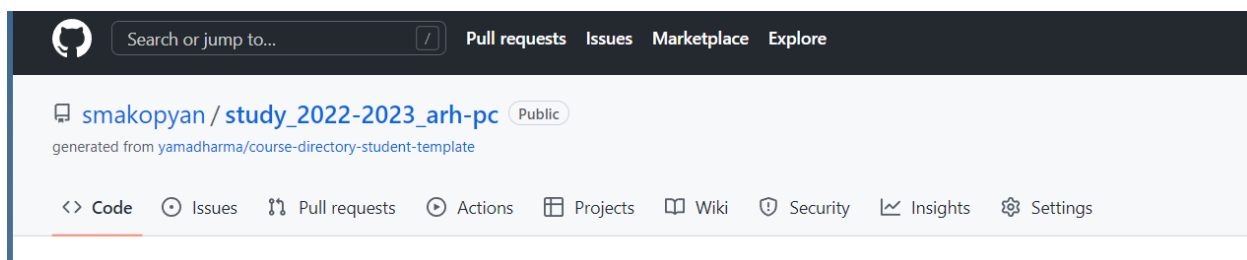 Search or jump to... / Pull requests Issues Marketplace Explore
smakopyan / study_2022-2023_arh-pc Public
generated from yamadharma/course-directory-student-template
<> Code Issues Pull requests Actions Projects Wiki Security Insights Settings